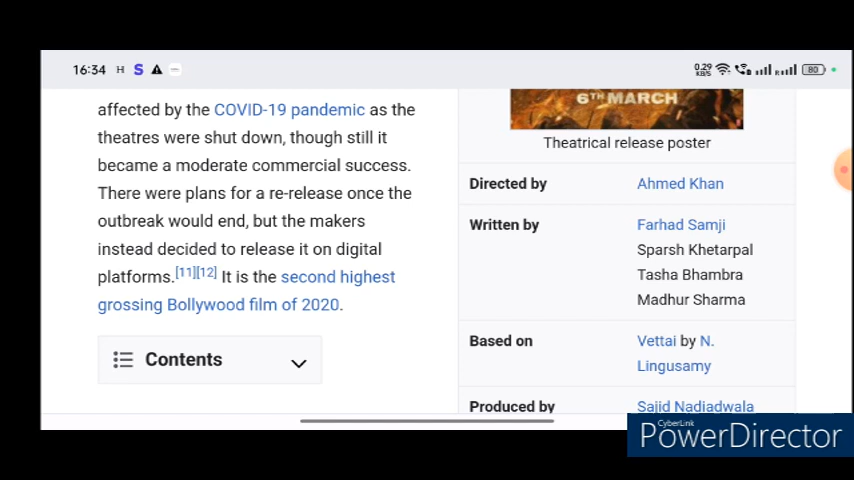 16:34 H S
0.29 KB/S 80
affected by the COVID-19 pandemic as the
theatres were shut down, though still it
became a moderate commercial success.
There were plans for a re-release once the
outbreak would end, but the makers
instead decided to release it on digital
platforms.[11][12] It is the second highest
grossing Bollywood film of 2020.
Contents
6TH MARCH
Theatrical release poster
Directed by Ahmed Khan
Written by Farhad Samji
Sparsh Khetarpal
Tasha Bhambra
Madhur Sharma
Based on Vettai by N.
Lingusamy
Produced by Sajid Nadiadwala
CyberLink
PowerDirector